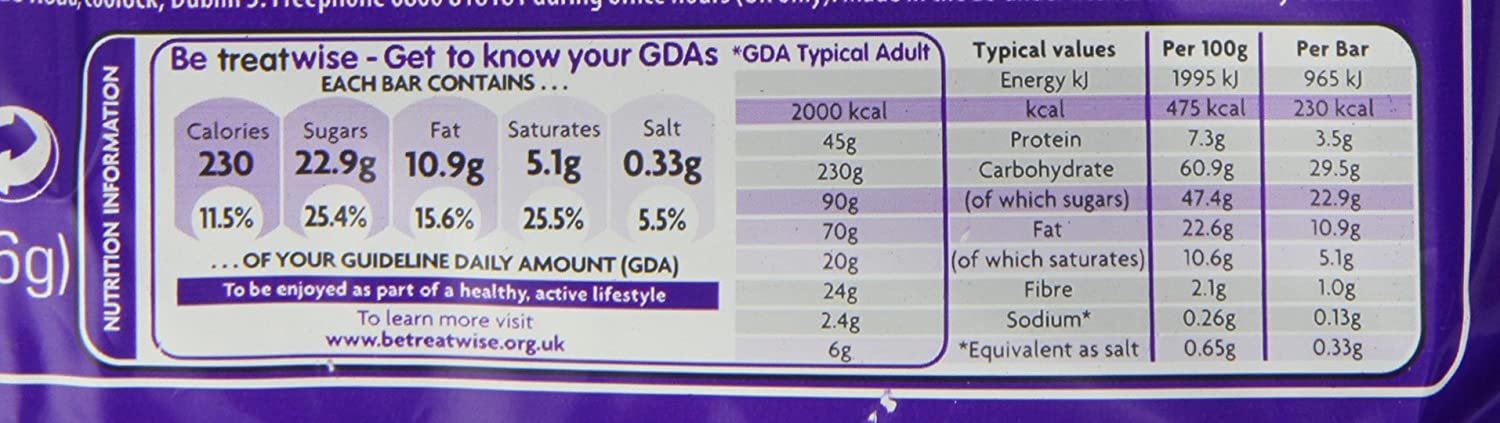 NUTRITION INFORMATION
Be treatwise - Get to know your GDAs
EACH BAR CONTAINS ...
Calories Sugars Fat Saturates Salt
230 22.9g 10.9g 5.1g 0.33g
11.5% 25.4% 15.6% 25.5% 5.5%
...OF YOUR GUIDELINE DAILY AMOUNT (GDA)
To be enjoyed as part of a healthy, active lifestyle
To learn more visit
www.betreatwise.org.uk
*GDA Typical Adult Typical values Per 100g Per Bar
Energy kJ 1995 kJ 965 kJ
2000 kcal kcal 475 kcal 230 kcal
45g Protein 7.3g 3.5g
230g Carbohydrate 60.9g 29.5g
90g (of which sugars) 47.4g 22.9g
70g Fat 22.6g 10.9g
20g (of which saturates) 10.6g 5.1g
24g Fibre 2.1g 1.0g
2.4g Sodium* 0.26g 0.13g
6g *Equivalent as salt 0.65g 0.33g
6g)